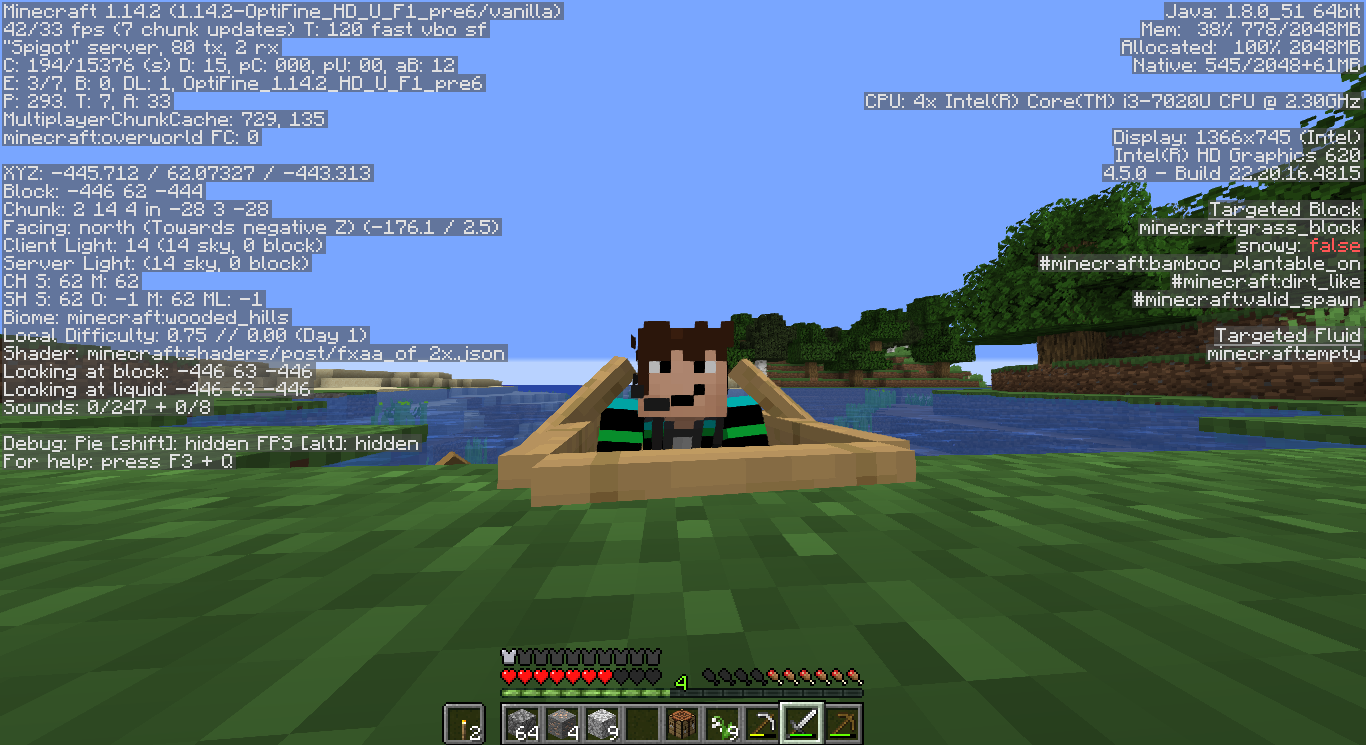 Minecraft 1.14.2 (1.14.2-OptiFine_HD_U_F1_pre6/vanilla)
42/33 fps (7 chunk updates) T: 120 fast vbo sf
"Spigot" server, 80 tx, 2 rx
C: 194/15376 (s) D: 15, pC: 000, pU: 00, aB: 12
E: 3/7, B: 0, DL: 1, OptiFine_1.14.2_HD_U_F1_pre6
P: 293. T: 7, A: 33
MultiplayerChunkCache: 729, 135
minecraft:overworld FC: 0
XYZ: -445.712 / 62.07327 / -443.313
Block: -446 62 -444
Chunk: 2 14 4 in -28 3 -28
Facing: north (Towards negative Z) (-176.1 / 2.5)
Client Light: 14 (14 sky, 0 block)
Server Light: (14 sky, 0 block)
CH S: 62 M: 62
SH S: 62 O: -1 M: 62 ML: -1
Biome: minecraft:wooded_hills
Local Difficulty: 0.75 // 0.00 (Day 1)
Shader: minecraft:shaders/post/fxaa_of_2x.json
Looking at block: -446 63 -446
Looking at liquid: -446 63 -446
Sounds: 0/247 + 0/8
Debug: Pie [shift]: hidden FPS [alt]: hidden
For help: press F3 + Q
Java: 1.8.0_51 64bit
Mem: 38% 778/2048MB
Allocated: 100% 2048MB
Native: 545/2048+61MB
CPU: 4x Intel(R) Core(TM) i3-7020U CPU @ 2.30GHz
Display: 1366x745 (Intel)
Intel(R) HD Graphics 620
4.5.0 - Build 22.20.16.4815
Targeted Block
minecraft:grass_block
snowy: false
#minecraft:bamboo_plantable_on
#minecraft:dirt_like
#minecraft:valid_spawn
Targeted Fluid
minecraft:empty
4
2 64 4 9 9